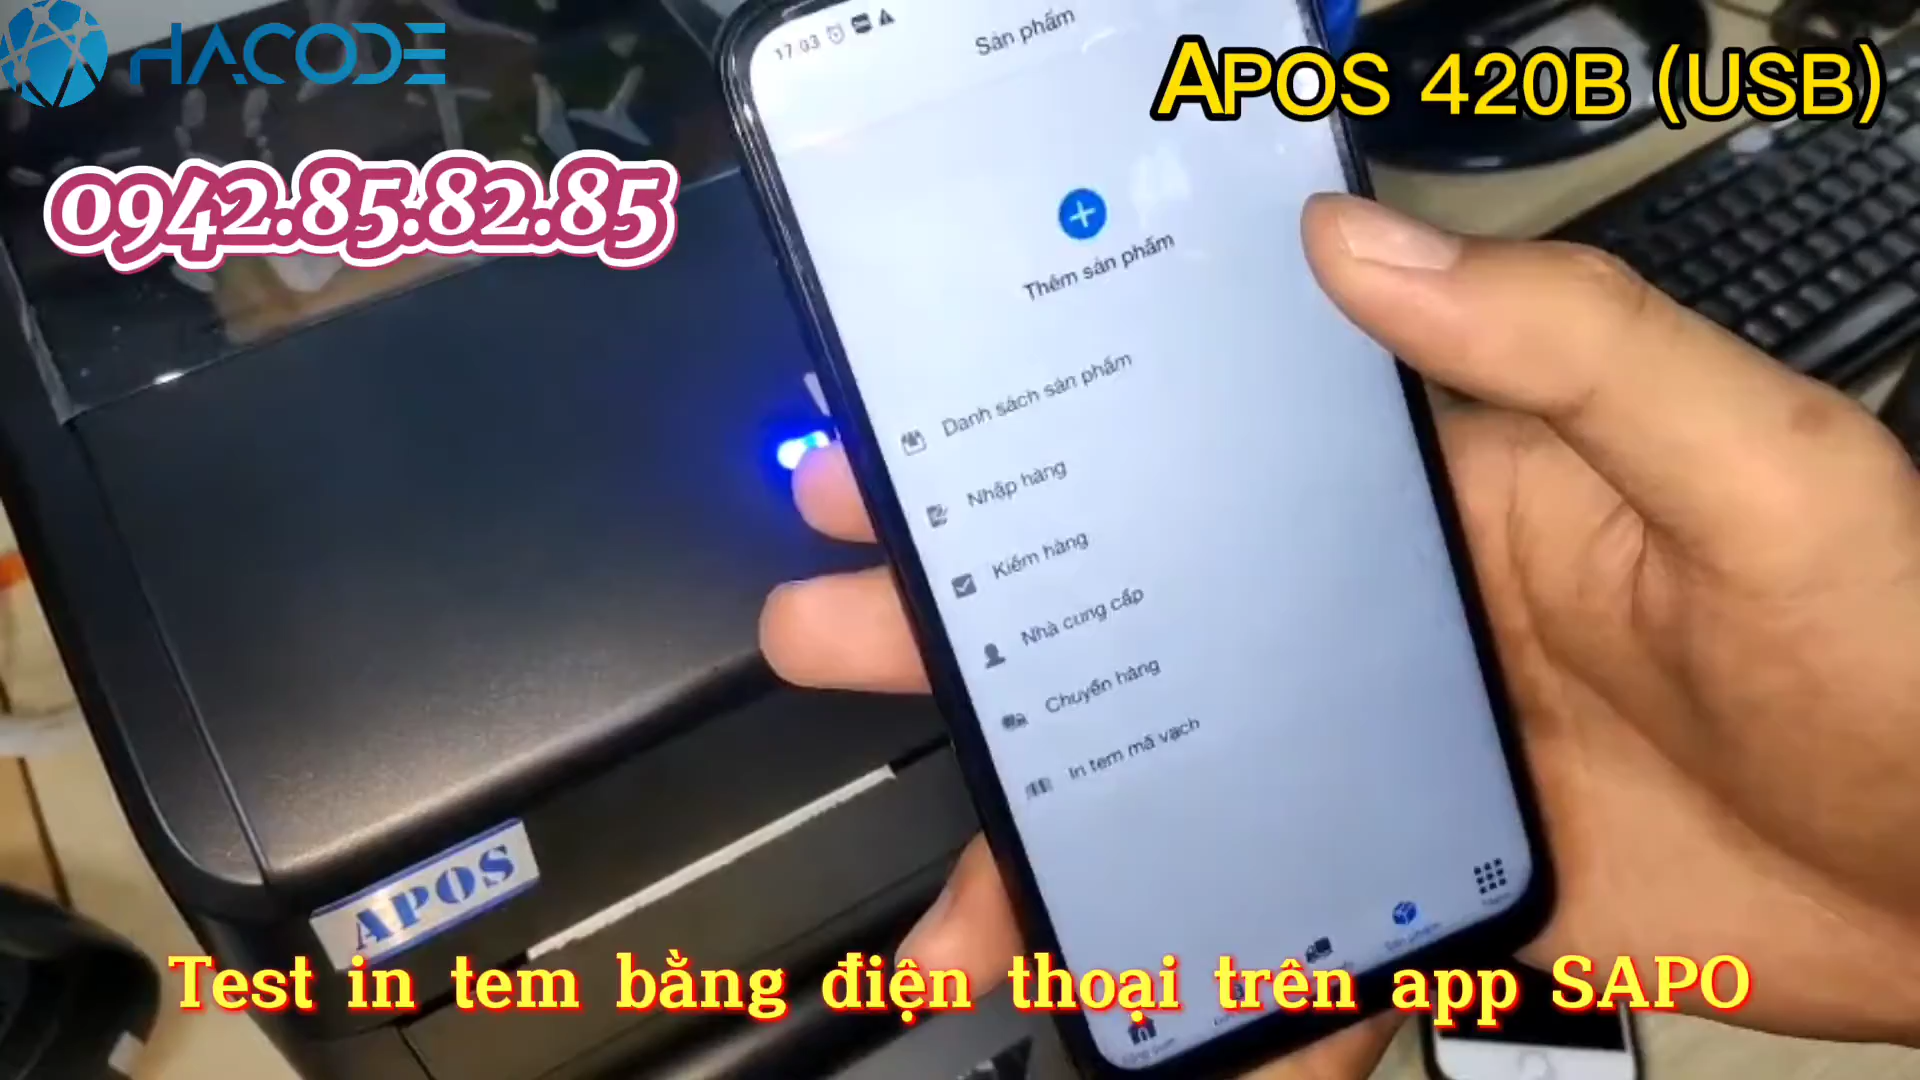 HACODE
APOS 420B (USB)
0942.85.82.85
17:03
Sản phẩm
Thêm sản phẩm
Danh sách sản phẩm
Nhập hàng
Kiểm hàng
Nhà cung cấp
Chuyển hàng
In tem mã vạch
Sản phẩm
APOS
Test in tem bằng điện thoại trên app SAPO